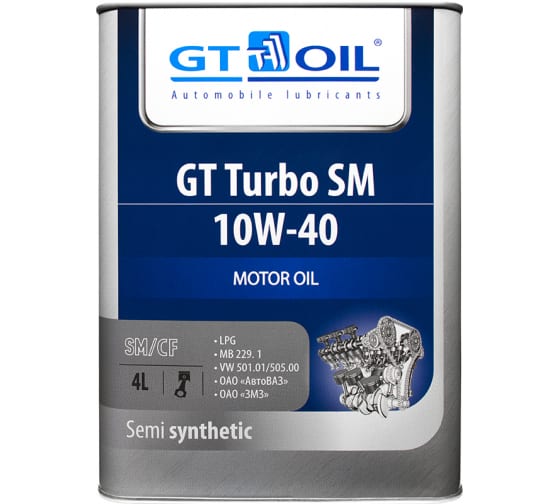 GT OIL®
Automobile lubricants
GT Turbo SM
10W-40
MOTOR OIL
SM/CF
4L
• LPG
• MB 229. 1
• VW 501.01/505.00
• ОАО «АвтоВАЗ»
• ОАО «ЗМЗ»
Semi synthetic